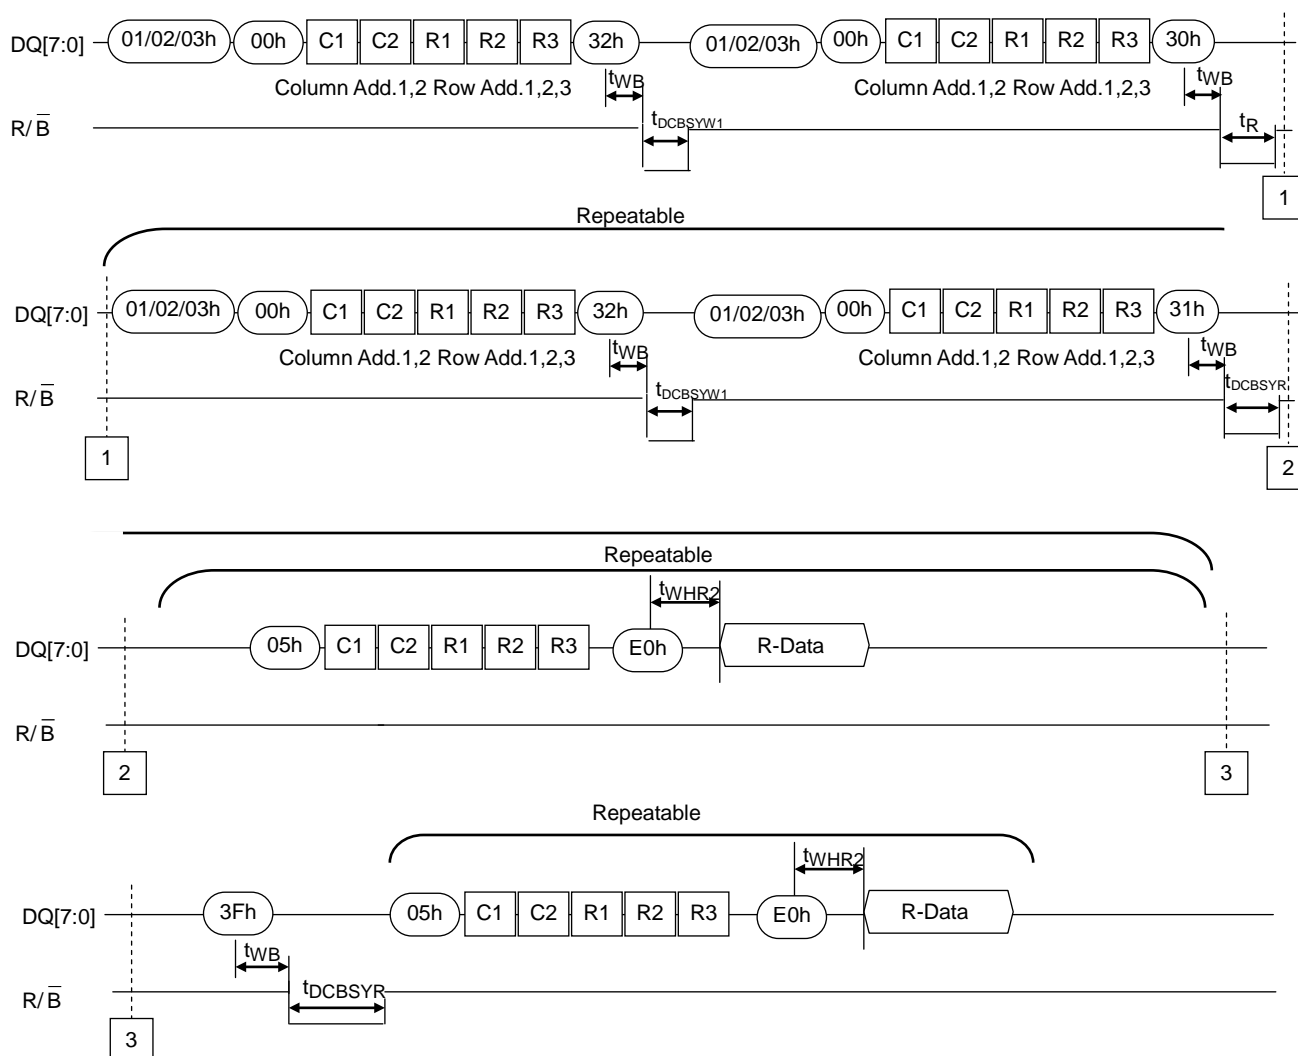 DQ[7:0] 01/02/03h 00h C1 C2 R1 R2 R3 32h 01/02/03h 00h C1 C2 R1 R2 R3 30h
Column Add.1,2 Row Add.1,2,3 tWB Column Add.1,2 Row Add.1,2,3 tWB
R/B̅ tDCBSYW1 tR
1
Repeatable
DQ[7:0] 01/02/03h 00h C1 C2 R1 R2 R3 32h 01/02/03h 00h C1 C2 R1 R2 R3 31h
Column Add.1,2 Row Add.1,2,3 tWB Column Add.1,2 Row Add.1,2,3 tWB
R/B̅ tDCBSYW1 tDCBSYR
1 2
Repeatable
tWHR2
DQ[7:0] 05h C1 C2 R1 R2 R3 E0h R-Data
R/B̅
2 3
Repeatable
tWHR2
DQ[7:0] 3Fh 05h C1 C2 R1 R2 R3 E0h R-Data
tWB
R/B̅ tDCBSYR
3